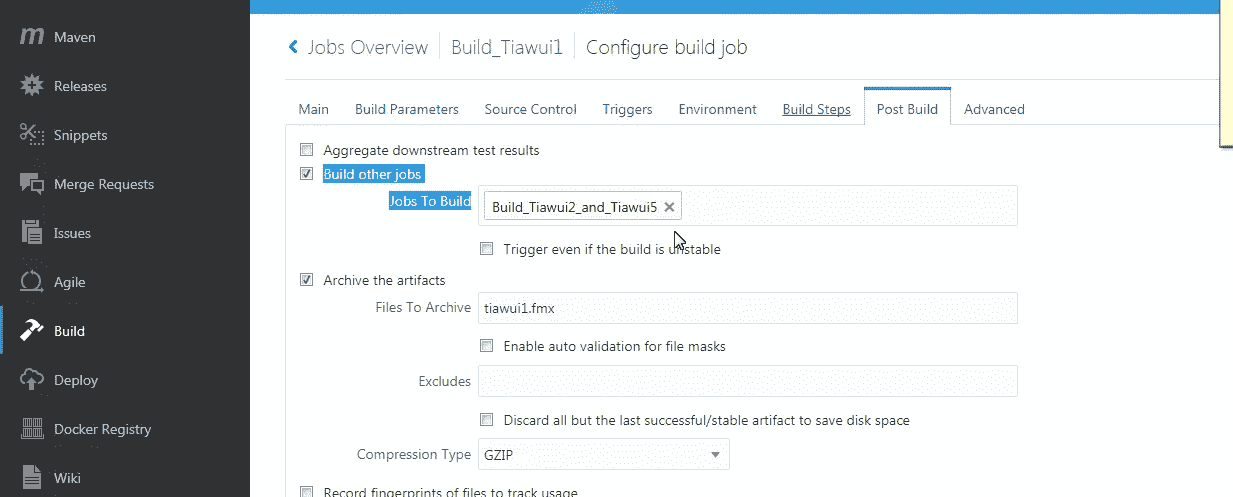 Maven
Releases
Snippets
Merge Requests
Issues
Agile
Build
Deploy
Docker Registry
Wiki
Jobs Overview Build_Tiawui1 Configure build job
Main Build Parameters Source Control Triggers Environment Build Steps Post Build Advanced
Aggregate downstream test results
Build other jobs
Jobs To Build Build_Tiawui2_and_Tiawui5
Trigger even if the build is unstable
Archive the artifacts
Files To Archive tiawui1.fmx
Enable auto validation for file masks
Excludes
Discard all but the last successful/stable artifact to save disk space
Compression Type GZIP
Record fingerprints of files to track usage